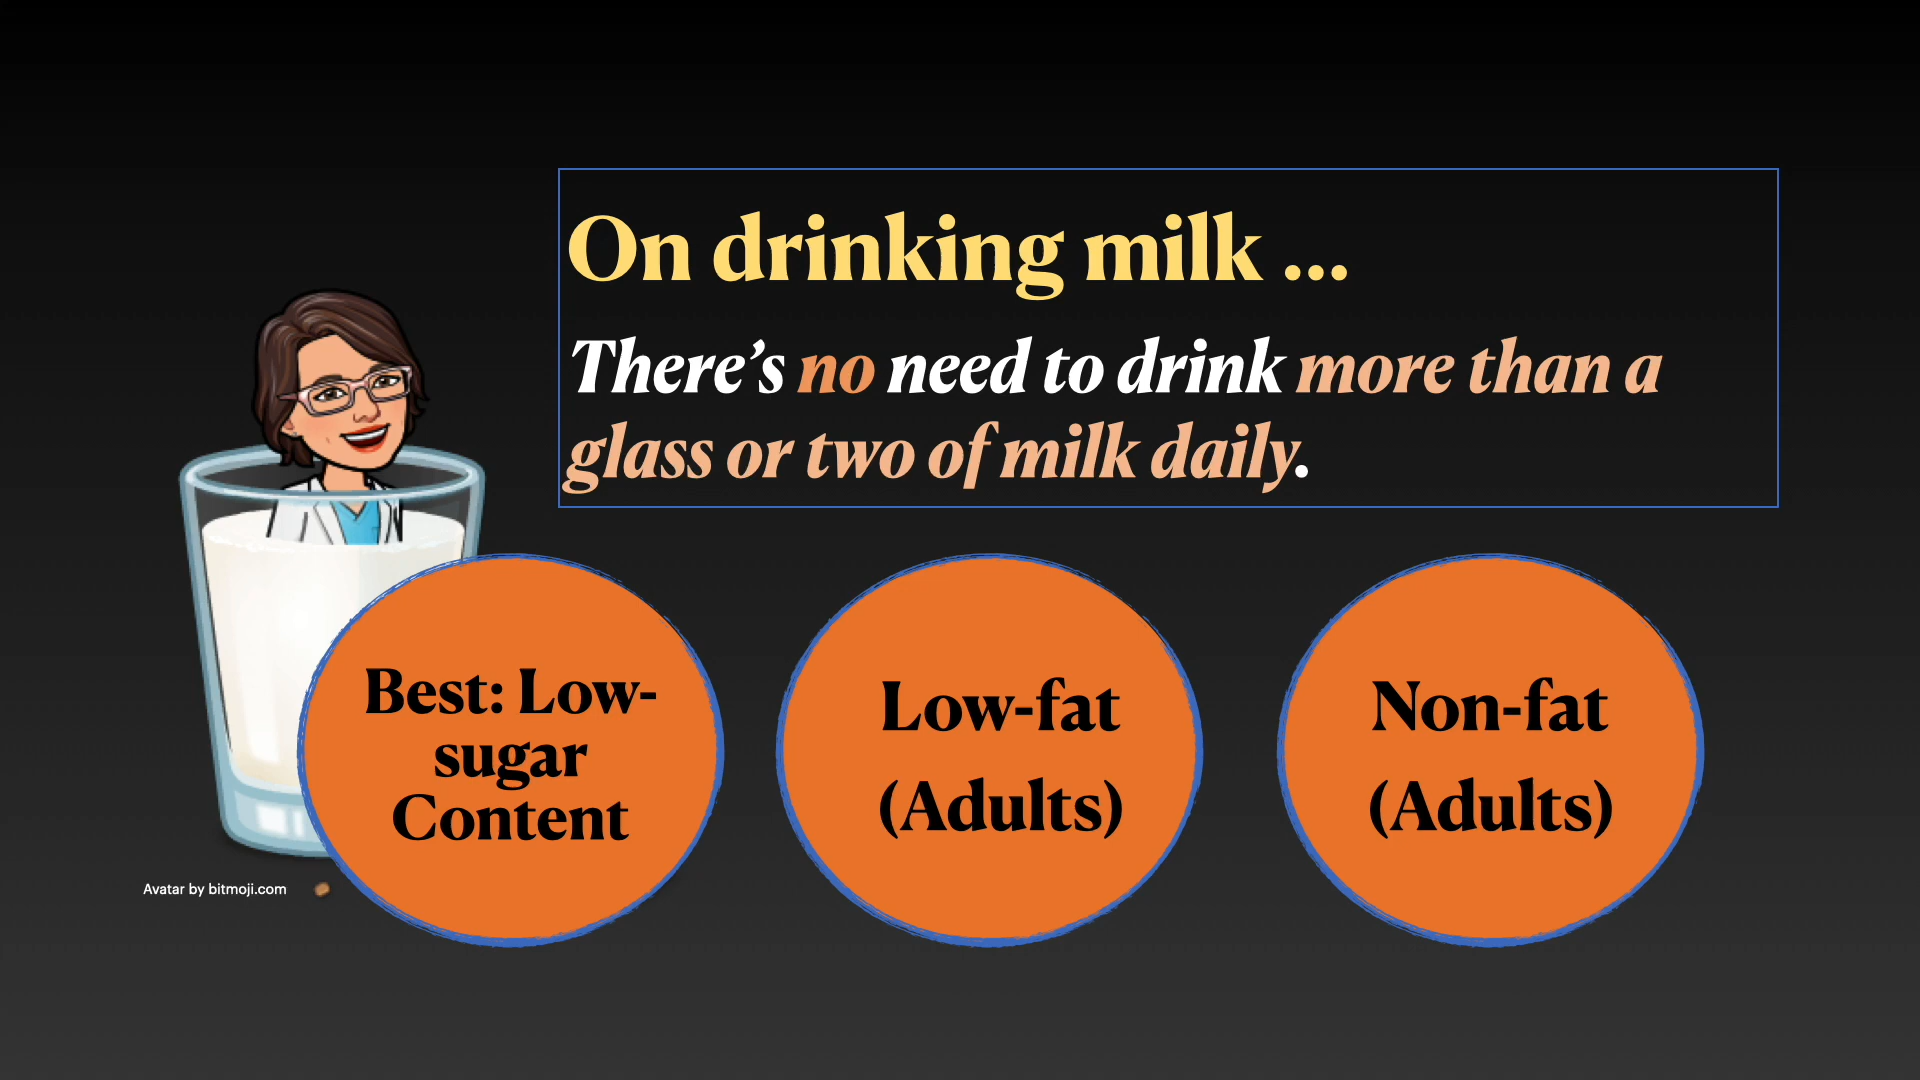 On drinking milk ...
There’s no need to drink more than a
glass or two of milk daily.
Best: Low-
sugar
Content
Low-fat
(Adults)
Non-fat
(Adults)
Avatar by bitmoji.com